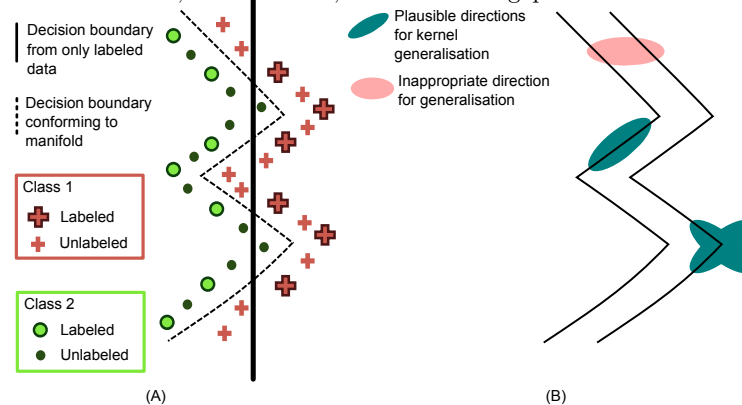 Decision boundary
from only labeled
data
Decision boundary
conforming to
manifold
Class 1
Labeled
Unlabeled
Class 2
Labeled
Unlabeled
(A)
Plausible directions
for kernel
generalisation
Inappropriate direction
for generalisation
(B)